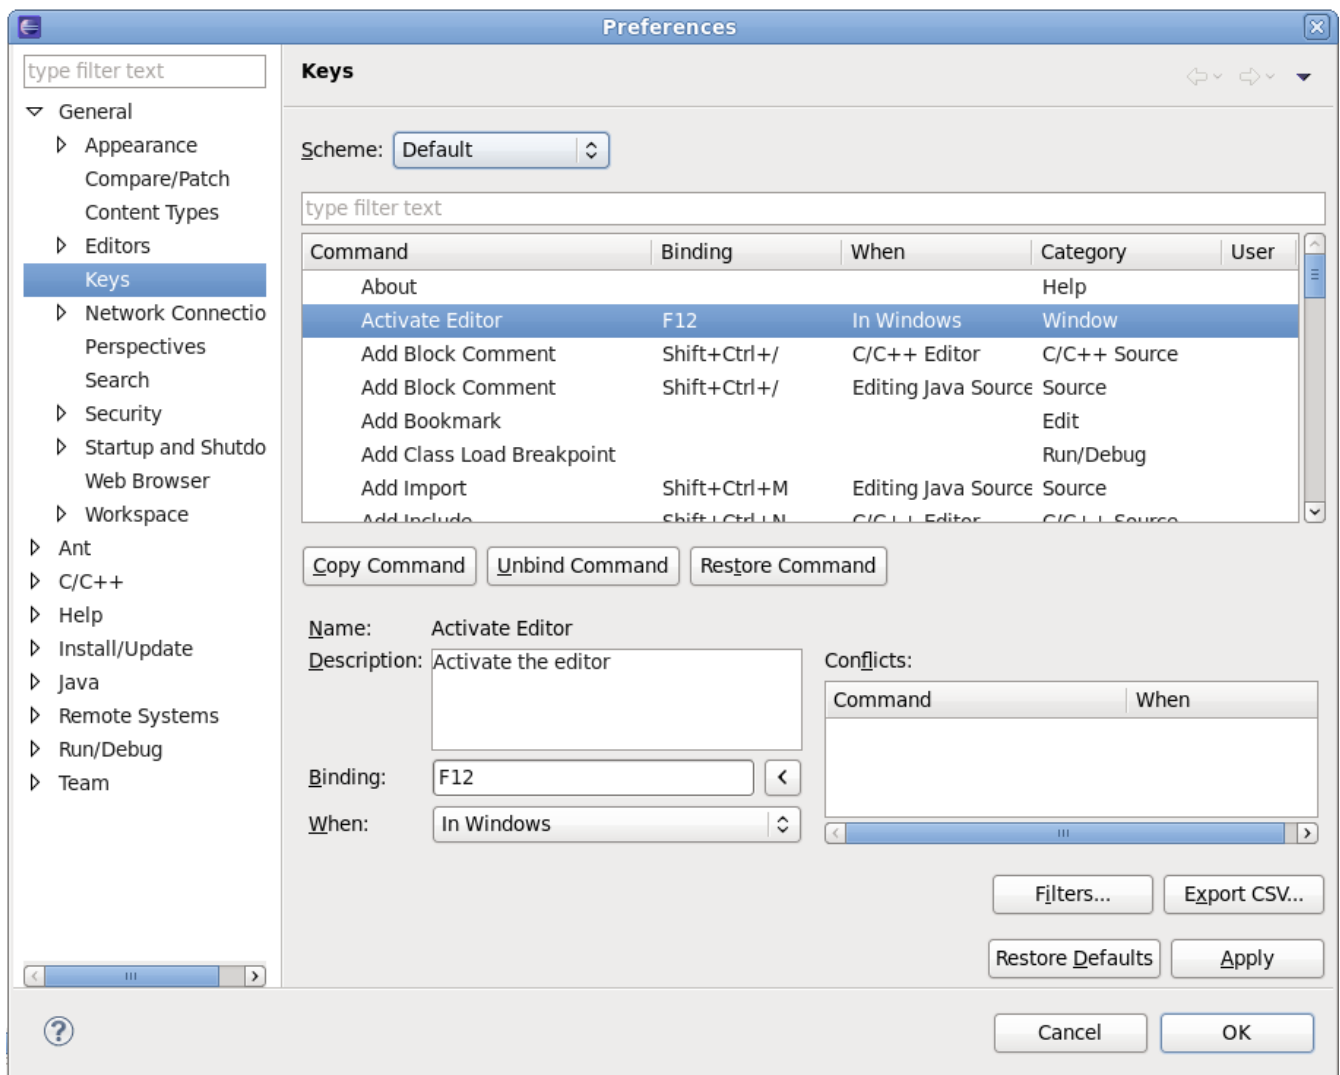 Preferences
type filter text
General
Appearance
Compare/Patch
Content Types
Editors
Keys
Network Connectio
Perspectives
Search
Security
Startup and Shutdo
Web Browser
Workspace
Ant
C/C++
Help
Install/Update
Java
Remote Systems
Run/Debug
Team
Keys
Scheme: Default
type filter text
Command Binding When Category User
About Help
Activate Editor F12 In Windows Window
Add Block Comment Shift+Ctrl+/ C/C++ Editor C/C++ Source
Add Block Comment Shift+Ctrl+/ Editing Java Source Source
Add Bookmark Edit
Add Class Load Breakpoint Run/Debug
Add Import Shift+Ctrl+M Editing Java Source Source
Add Include Shift+Ctrl+N C/C++ Editor C/C++ Source
Copy Command Unbind Command Restore Command
Name: Activate Editor
Description: Activate the editor
Conflicts:
Command When
Binding: F12 <
When: In Windows
Filters... Export CSV...
Restore Defaults Apply
? Cancel OK